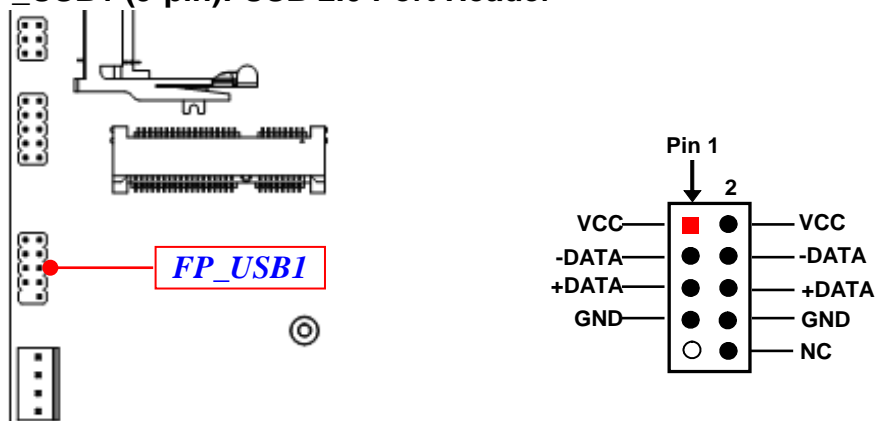 Pin 1
2
VCC VCC
-DATA -DATA
FP_USB1
+DATA +DATA
GND GND
NC